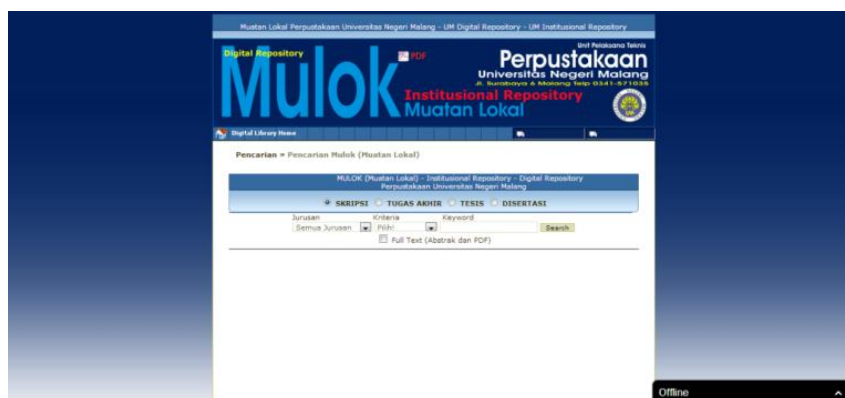 Muatan Lokal Perpustakaan Universitas Negeri Malang - UM Digital Repository - UM Institusional Repository
Digital Repository
Mulok
PDF
Unit Pelaksana Teknis
Perpustakaan
Universitas Negeri Malang
Jl. Surabaya 6 Malang Telp 0341-571035
Institusional Repository
Muatan Lokal
Digital Library Home
Pencarian » Pencarian Mulok (Muatan Lokal)
MULOK (Muatan Lokal) - Institusional Repository - Digital Repository
Perpustakaan Universitas Negeri Malang
SKRIPSI TUGAS AKHIR TESIS DISERTASI
Jurusan Kriteria Keyword
Semua Jurusan Pilih! Search
Full Text (Abstrak dan PDF)
Offline